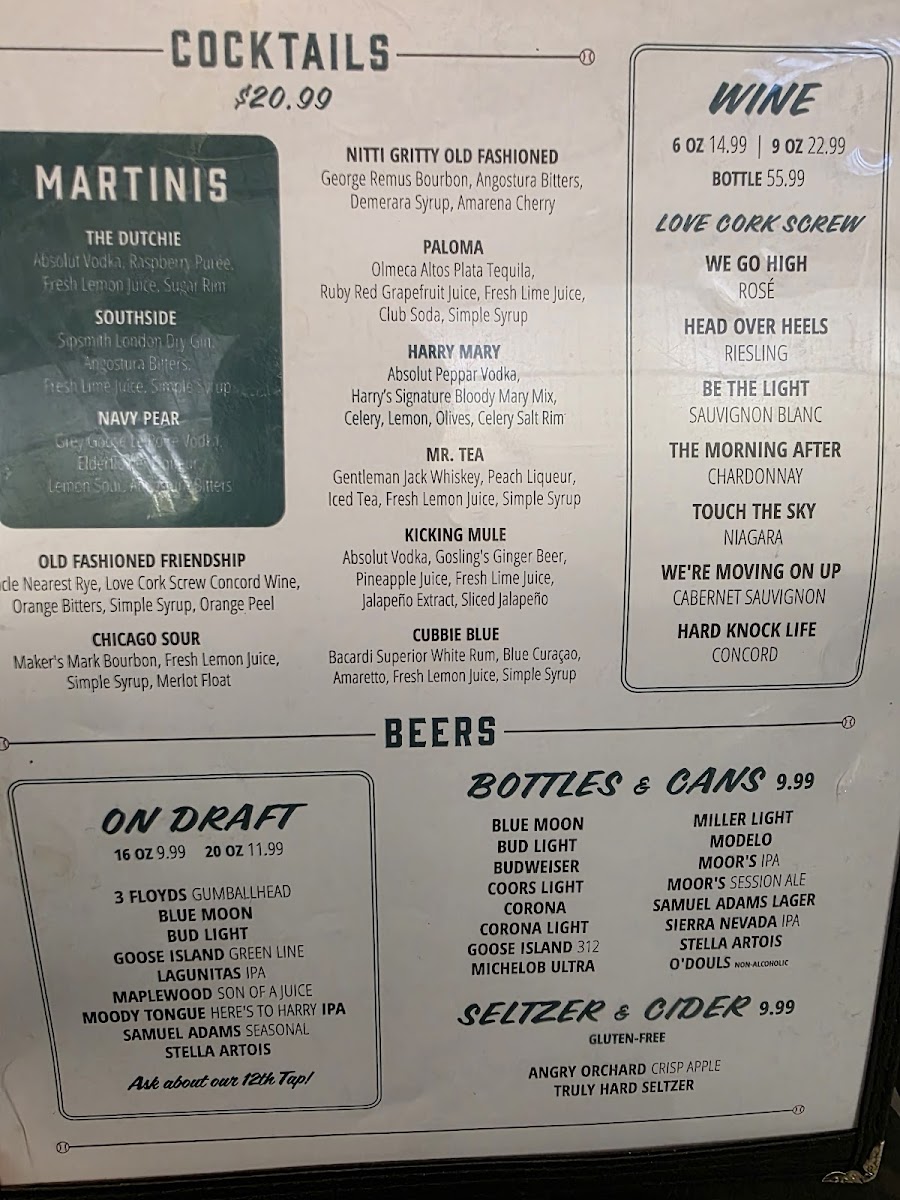 COCKTAILS
$20.99
MARTINIS
THE DUTCHIE
Absolut Vodka, Raspberry Purée,
Fresh Lemon Juice, Sugar Rim
SOUTHSIDE
Sipsmith London Dry Gin,
Angostura Bitters,
Fresh Lime Juice, Simple Syrup
NAVY PEAR
Grey Goose Vodka,
Lemon Bitters
OLD FASHIONED FRIENDSHIP
cle Nearest Rye, Love Cork Screw Concord Wine,
Orange Bitters, Simple Syrup, Orange Peel
CHICAGO SOUR
Maker's Mark Bourbon, Fresh Lemon Juice,
Simple Syrup, Merlot Float
NITTI GRITTY OLD FASHIONED
George Remus Bourbon, Angostura Bitters,
Demerara Syrup, Amarena Cherry
PALOMA
Olmeca Altos Plata Tequila,
Ruby Red Grapefruit Juice, Fresh Lime Juice,
Club Soda, Simple Syrup
HARRY MARY
Absolut Peppar Vodka,
Harry's Signature Bloody Mary Mix,
Celery, Lemon, Olives, Celery Salt Rim
MR. TEA
Gentleman Jack Whiskey, Peach Liqueur,
Iced Tea, Fresh Lemon Juice, Simple Syrup
KICKING MULE
Absolut Vodka, Gosling's Ginger Beer,
Pineapple Juice, Fresh Lime Juice,
Jalapeño Extract, Sliced Jalapeño
CUBBIE BLUE
Bacardi Superior White Rum, Blue Curaçao,
Amaretto, Fresh Lemon Juice, Simple Syrup
WINE
6 OZ 14.99 | 9 OZ 22.99
BOTTLE 55.99
LOVE CORK SCREW
WE GO HIGH
ROSÉ
HEAD OVER HEELS
RIESLING
BE THE LIGHT
SAUVIGNON BLANC
THE MORNING AFTER
CHARDONNAY
TOUCH THE SKY
NIAGARA
WE'RE MOVING ON UP
CABERNET SAUVIGNON
HARD KNOCK LIFE
CONCORD
BEERS
ON DRAFT
16 OZ 9.99 20 OZ 11.99
3 FLOYDS GUMBALLHEAD
BLUE MOON
BUD LIGHT
GOOSE ISLAND GREEN LINE
LAGUNITAS IPA
MAPLEWOOD SON OF A JUICE
MOODY TONGUE HERE'S TO HARRY IPA
SAMUEL ADAMS SEASONAL
STELLA ARTOIS
Ask about our 12th Tap!
BOTTLES & CANS 9.99
BLUE MOON
BUD LIGHT
BUDWEISER
COORS LIGHT
CORONA
CORONA LIGHT
GOOSE ISLAND 312
MICHELOB ULTRA
MILLER LIGHT
MODELO
MOOR'S IPA
MOOR'S SESSION ALE
SAMUEL ADAMS LAGER
SIERRA NEVADA IPA
STELLA ARTOIS
O'DOULS NON-ALCOHOLIC
SELTZER & CIDER 9.99
GLUTEN-FREE
ANGRY ORCHARD CRISP APPLE
TRULY HARD SELTZER